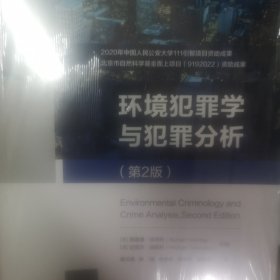 2020年中国人民公安大学111引智项目资助成果
北京市自然科学基金面上项目（9192022）资助成果
环境犯罪学
与犯罪分析
（第2版）
Environmental Criminology and
Crime Analysis, Second Edition